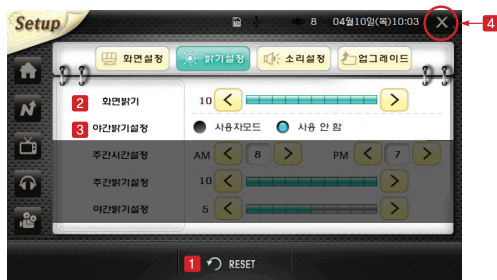 Setup 8 04월10일(목)10:03 4
화면설정 밝기설정 소리설정 업그레이드
2 화면밝기 10
3 야간밝기설정 사용자모드 사용 안 함
주간시간설정 AM 8 PM 7
주간밝기설정 10
야간밝기설정 5
1 RESET